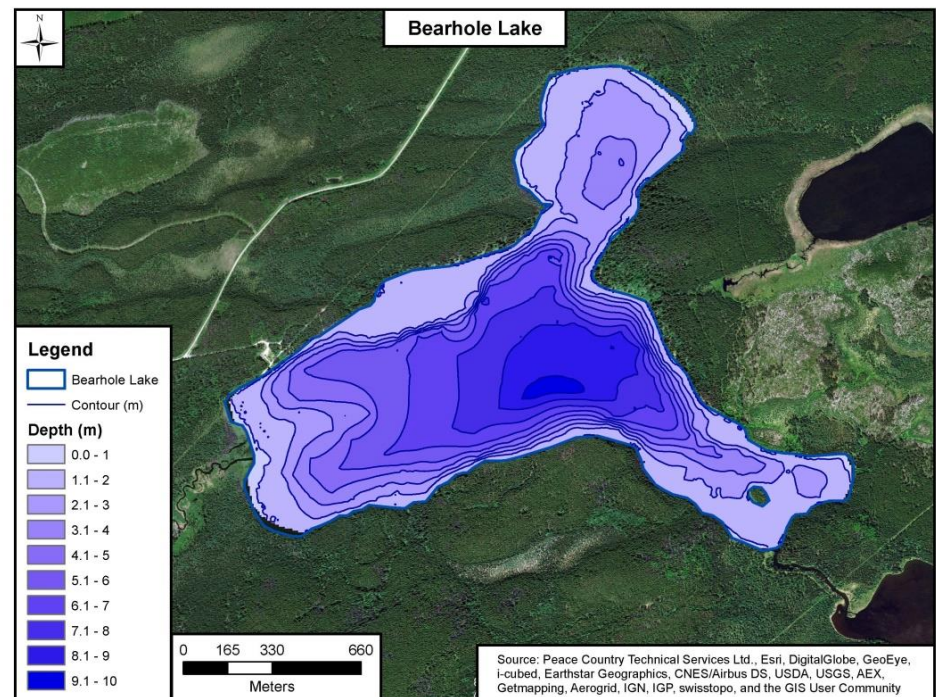 N
Bearhole Lake
Legend
Bearhole Lake
Contour (m)
Depth (m)
0.0 - 1
1.1 - 2
2.1 - 3
3.1 - 4
4.1 - 5
5.1 - 6
6.1 - 7
7.1 - 8
8.1 - 9
9.1 - 10
0 165 330 660
Meters
Source: Peace Country Technical Services Ltd., Esri, DigitalGlobe, GeoEye,
i-cubed, Earthstar Geographics, CNES/Airbus DS, USDA, USGS, AEX,
Getmapping, Aerogrid, IGN, IGP, swisstopo, and the GIS User Community